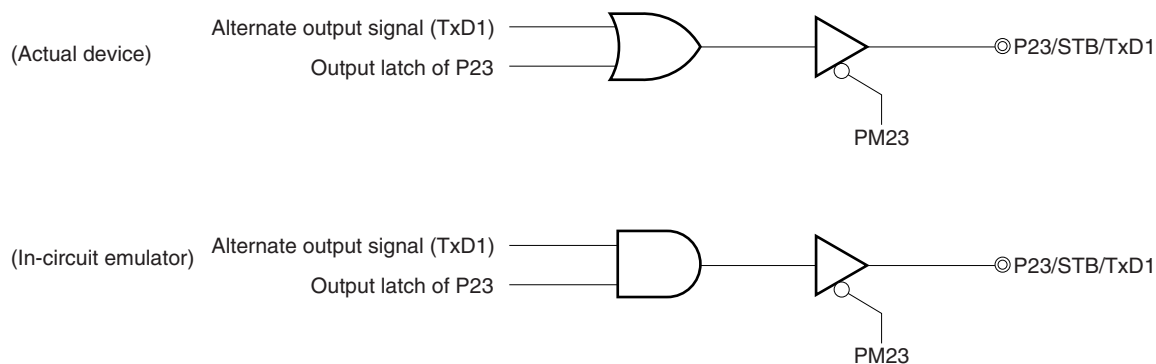 (Actual device)
Alternate output signal (TxD1)
Output latch of P23
P23/STB/TxD1
PM23
(In-circuit emulator)
Alternate output signal (TxD1)
Output latch of P23
P23/STB/TxD1
PM23